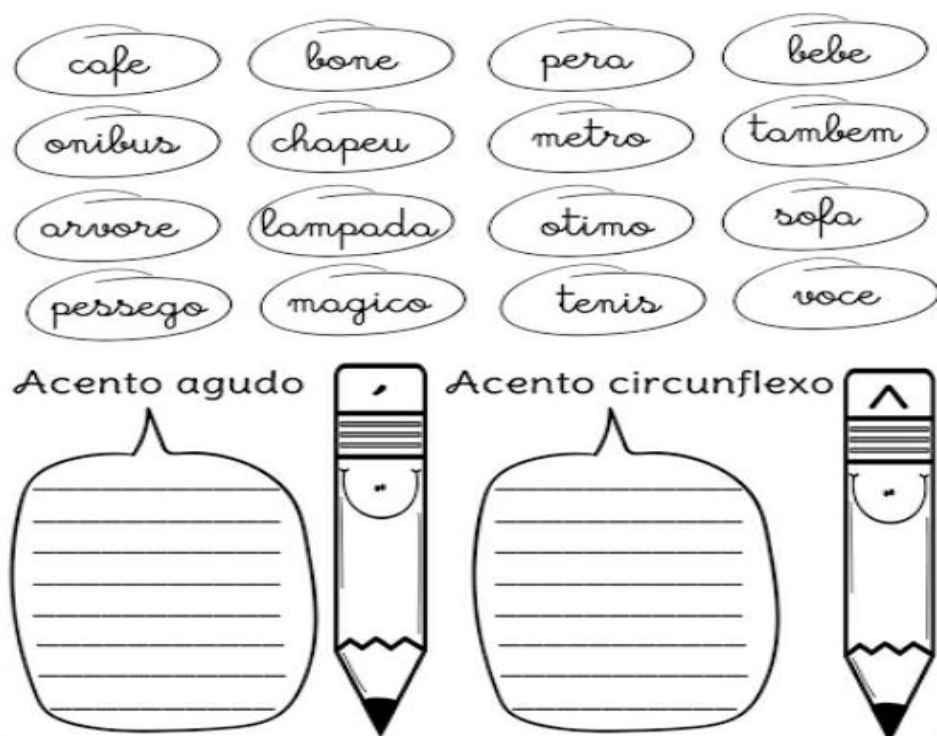 cafe bone pera bebe
onibus chapeu metro tambem
arvore lampada otimo sofa
pessego magico tenis voce
Acento agudo ´ Acento circunflexo ^